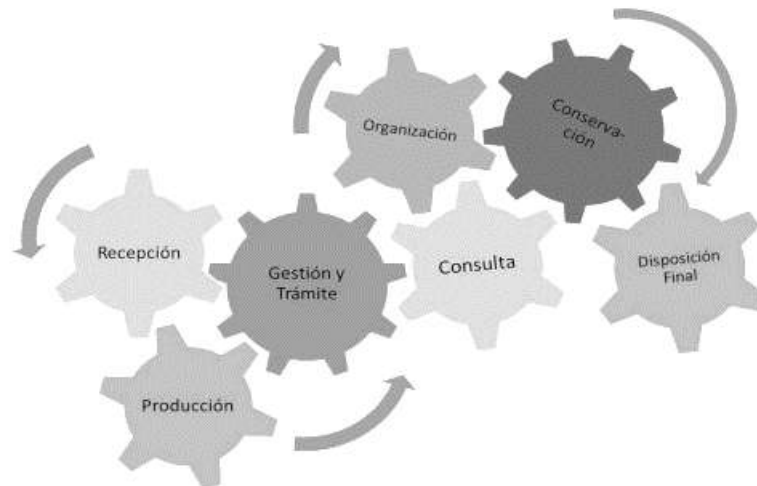 Organización
Conserva-
ción
Recepción
Gestión y
Trámite
Consulta
Disposición
Final
Producción